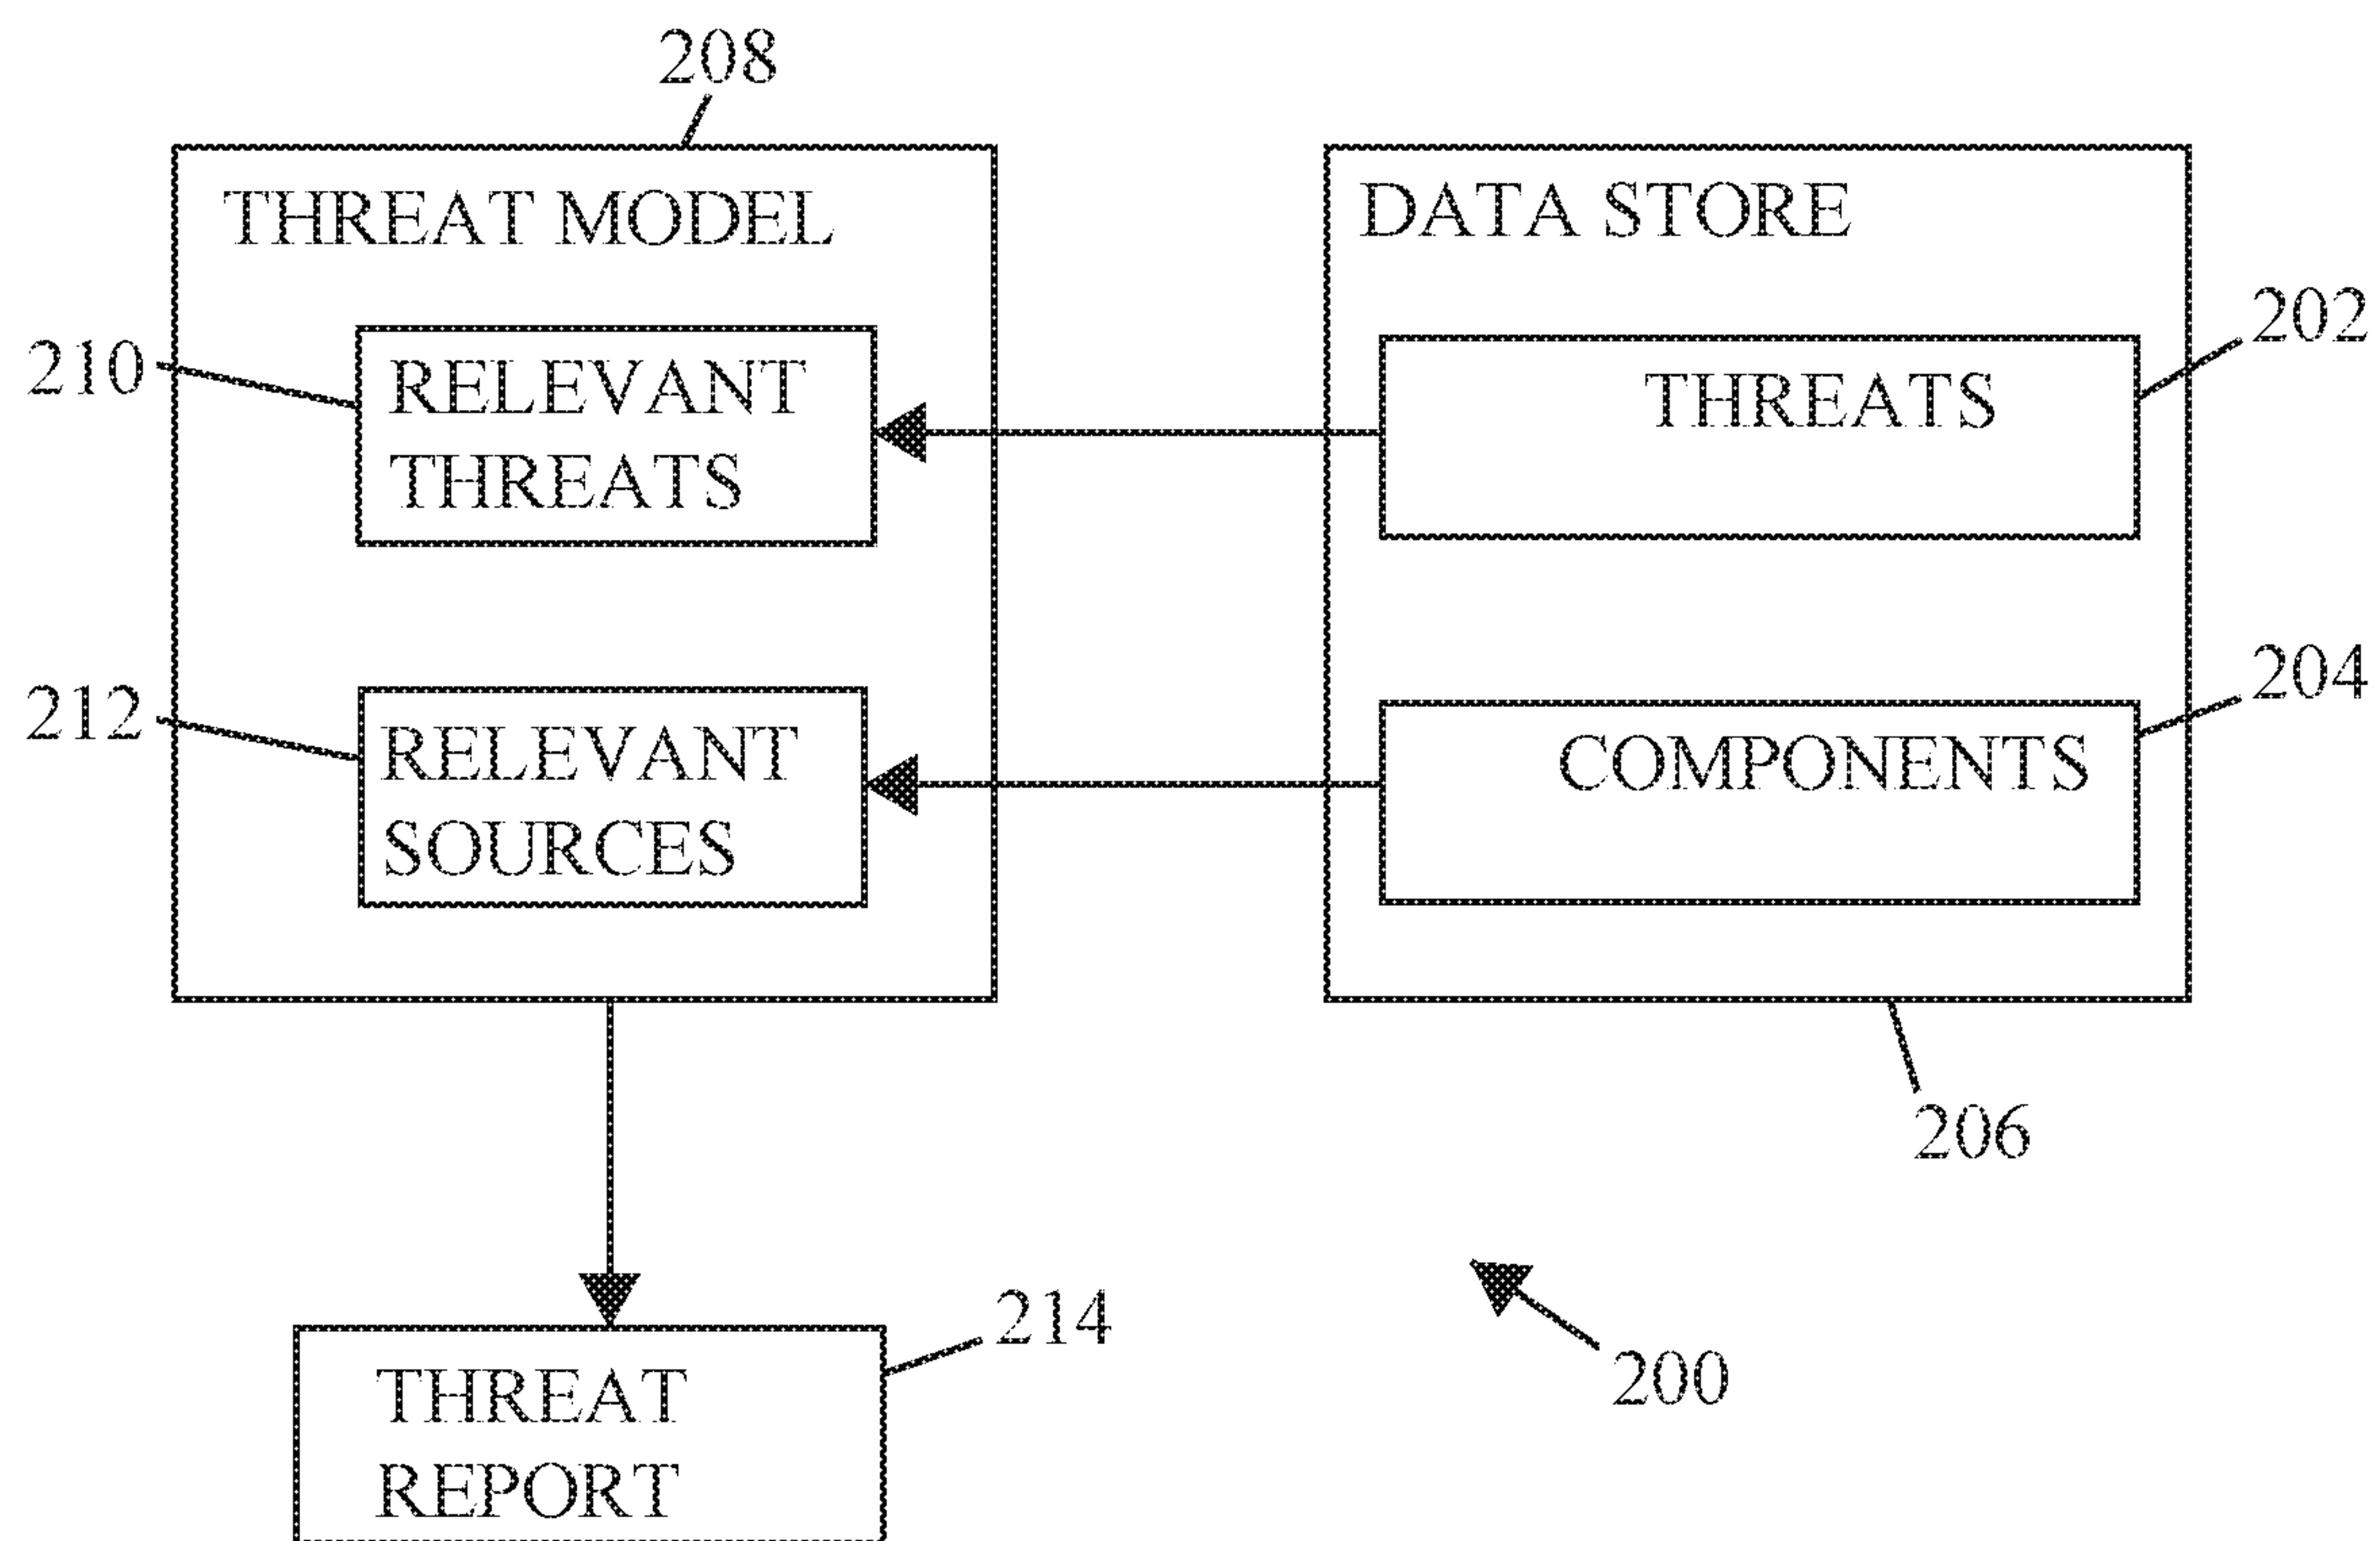 208
THREAT MODEL
DATA STORE
202
210
RELEVANT
THREATS
THREATS
204
212
RELEVANT
SOURCES
COMPONENTS
206
214
THREAT
REPORT
200